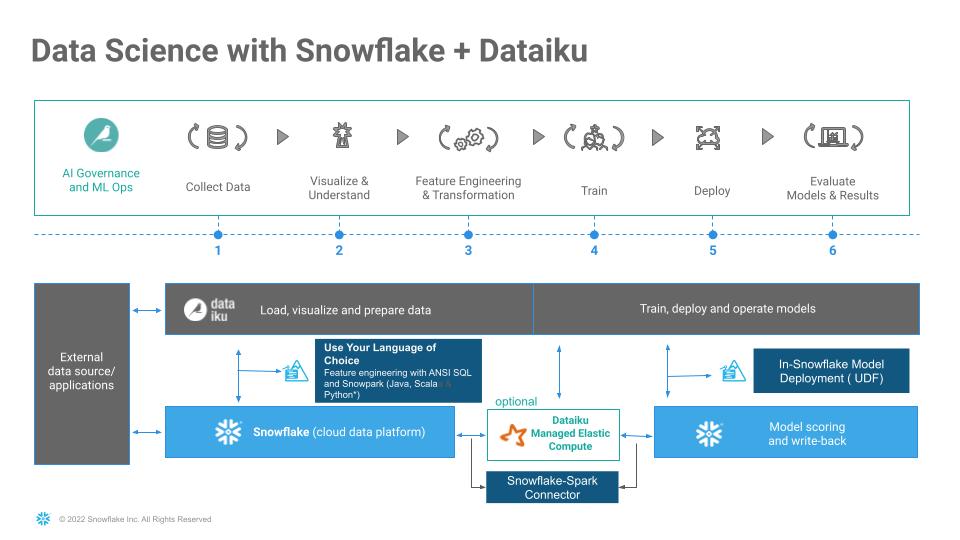 Data Science with Snowflake + Dataiku
AI Governance
and ML Ops
Collect Data
Visualize &
Understand
Feature Engineering
& Transformation
Train
Deploy
Evaluate
Models & Results
1
2
3
4
5
6
External
data source/
applications
data
iku
Load, visualize and prepare data
Train, deploy and operate models
Use Your Language of
Choice
Feature engineering with ANSI SQL
and Snowpark (Java, Scala &
Python*)
In-Snowflake Model
Deployment ( UDF)
optional
Snowflake (cloud data platform)
Dataiku
Managed Elastic
Compute
Model scoring
and write-back
Snowflake-Spark
Connector
© 2022 Snowflake Inc. All Rights Reserved